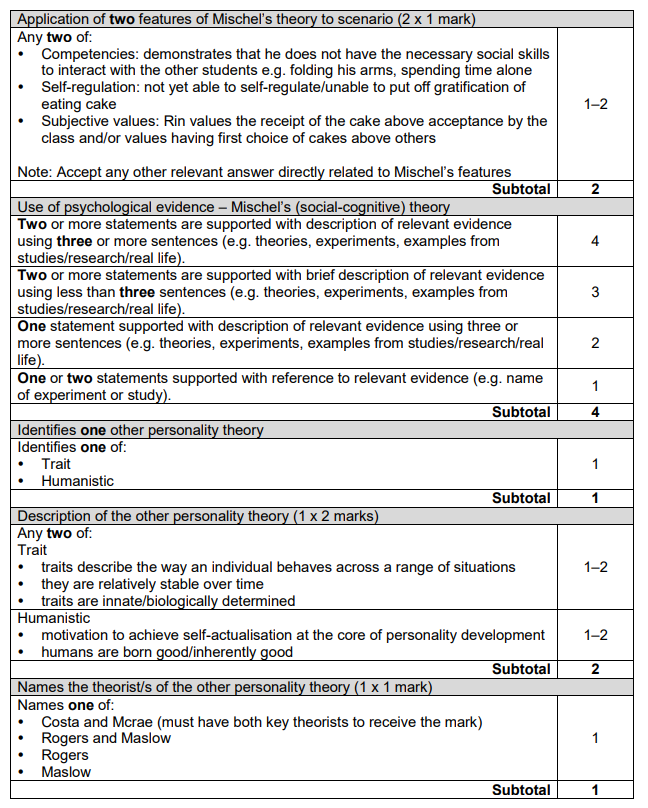 Application of two features of Mischel's theory to scenario (2 x 1 mark)
Any two of:
• Competencies: demonstrates that he does not have the necessary social skills
to interact with the other students e.g. folding his arms, spending time alone
• Self-regulation: not yet able to self-regulate/unable to put off gratification of
eating cake
• Subjective values: Rin values the receipt of the cake above acceptance by the
class and/or values having first choice of cakes above others
Note: Accept any other relevant answer directly related to Mischel's features
1–2
Subtotal 2
Use of psychological evidence – Mischel's (social-cognitive) theory
Two or more statements are supported with description of relevant evidence
using three or more sentences (e.g. theories, experiments, examples from
studies/research/real life).
4
Two or more statements are supported with brief description of relevant evidence
using less than three sentences (e.g. theories, experiments, examples from
studies/research/real life).
3
One statement supported with description of relevant evidence using three or
more sentences (e.g. theories, experiments, examples from studies/research/real
life).
2
One or two statements supported with reference to relevant evidence (e.g. name
of experiment or study).
1
Subtotal 4
Identifies one other personality theory
Identifies one of:
• Trait
• Humanistic
1
Subtotal 1
Description of the other personality theory (1 x 2 marks)
Any two of:
Trait
• traits describe the way an individual behaves across a range of situations
• they are relatively stable over time
• traits are innate/biologically determined
1–2
Humanistic
• motivation to achieve self-actualisation at the core of personality development
• humans are born good/inherently good
1–2
Subtotal 2
Names the theorist/s of the other personality theory (1 x 1 mark)
Names one of:
• Costa and Mcrae (must have both key theorists to receive the mark)
• Rogers and Maslow
• Rogers
• Maslow
1
Subtotal 1